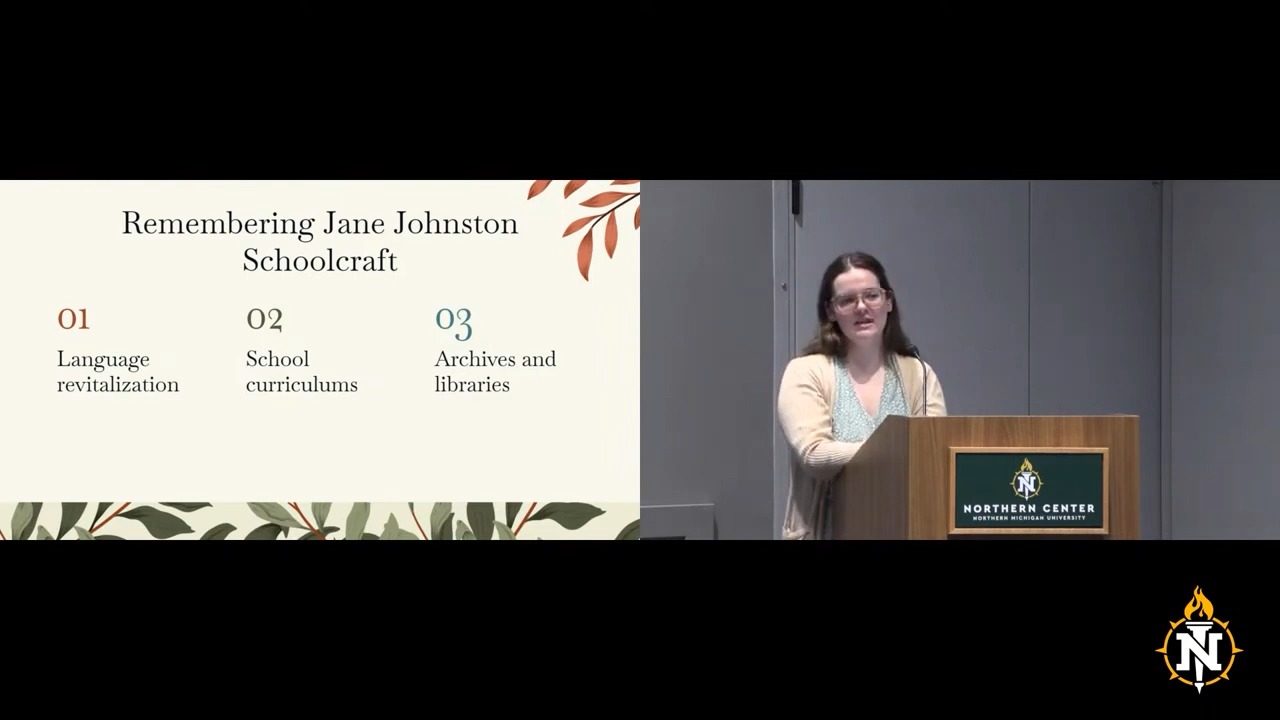 Remembering Jane Johnston
Schoolcraft
01
Language
revitalization
02
School
curriculums
03
Archives and
libraries
N
NORTHERN CENTER
NORTHERN MICHIGAN UNIVERSITY
N